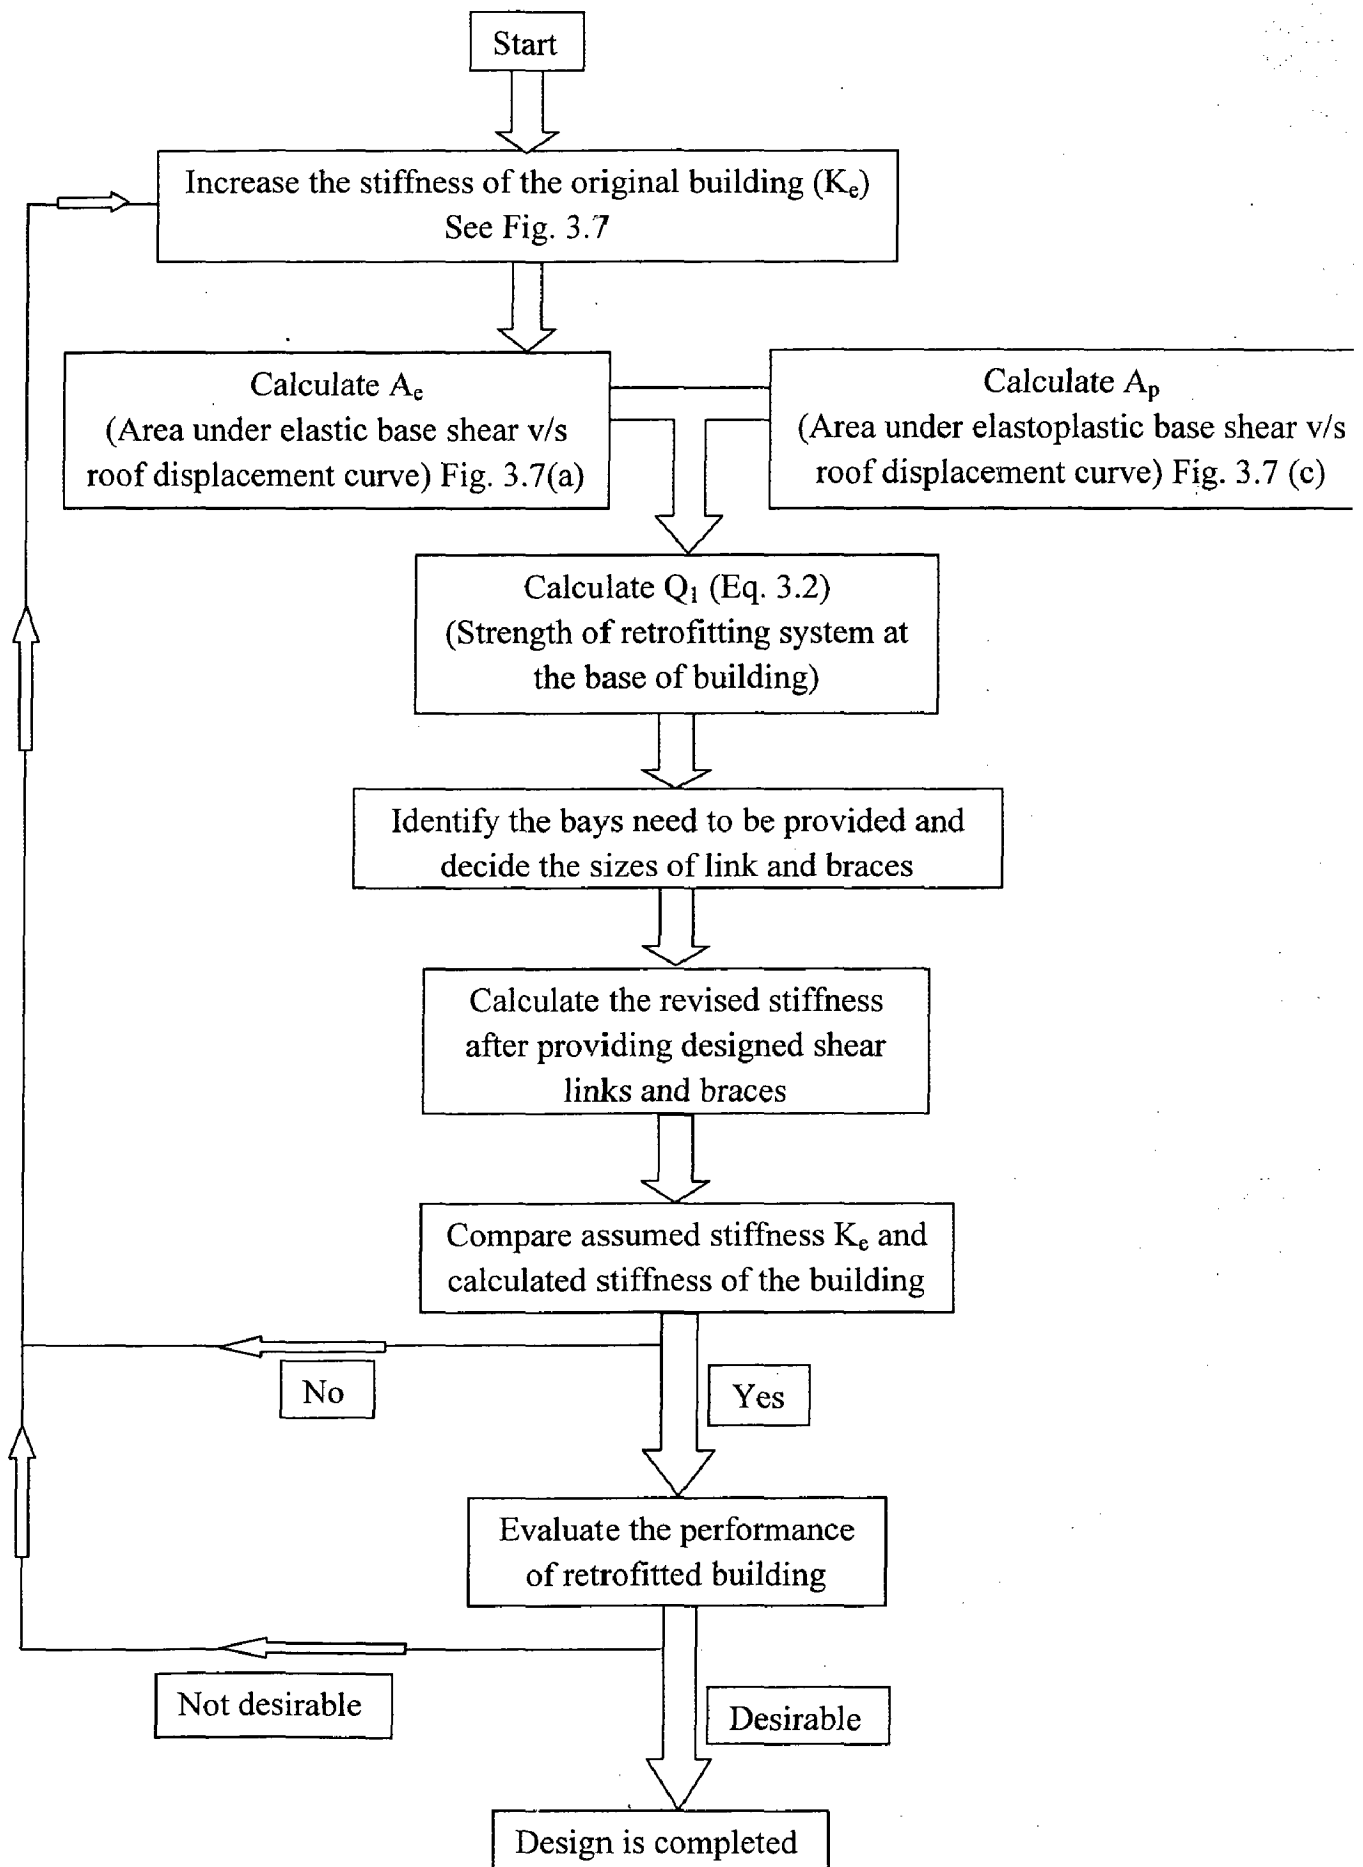 Start
Increase the stiffness of the original building (Kₑ)
See Fig. 3.7
Calculate Aₑ
(Area under elastic base shear v/s
roof displacement curve) Fig. 3.7(a)
Calculate Aₚ
(Area under elastoplastic base shear v/s
roof displacement curve) Fig. 3.7 (c)
Calculate Q₁ (Eq. 3.2)
(Strength of retrofitting system at
the base of building)
Identify the bays need to be provided and
decide the sizes of link and braces
Calculate the revised stiffness
after providing designed shear
links and braces
Compare assumed stiffness Kₑ and
calculated stiffness of the building
No
Yes
Evaluate the performance
of retrofitted building
Not desirable
Desirable
Design is completed